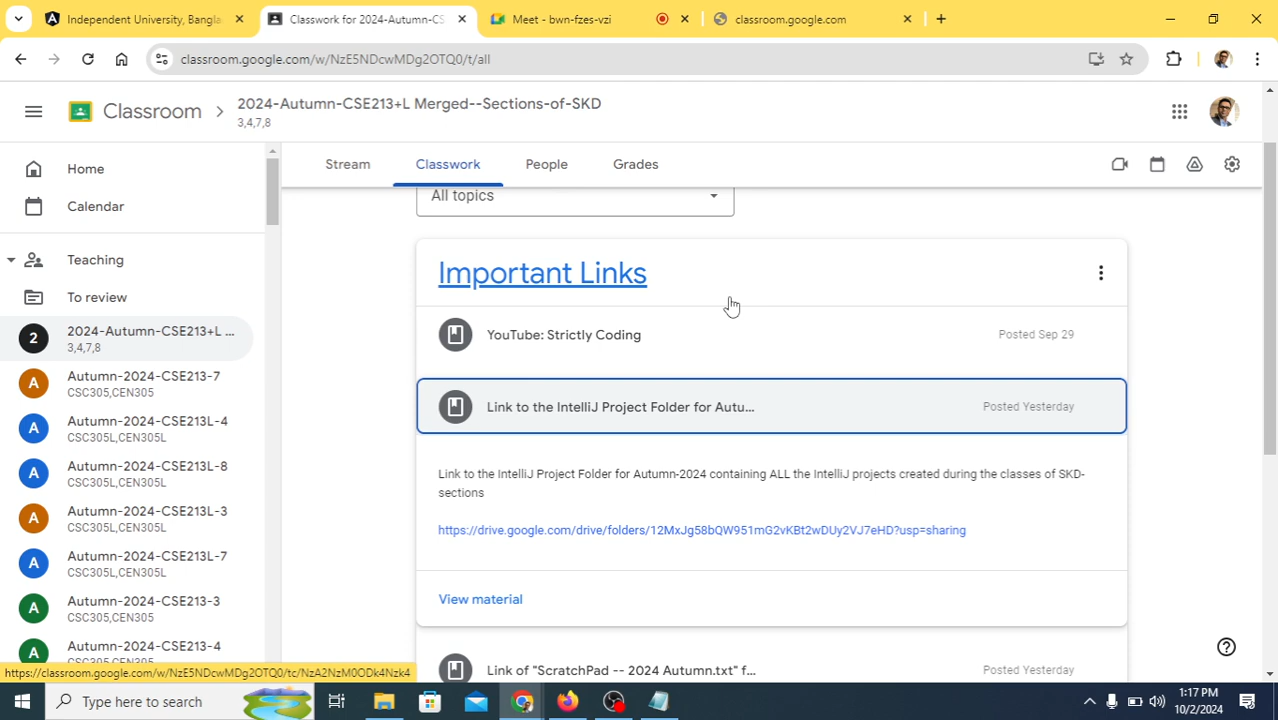 Independent University, Bangla
Classwork for 2024-Autumn-CS
Meet - bwn-fzes-vzi
classroom.google.com
classroom.google.com/w/NzE5NDcwMDg2OTQ0/t/all
Classroom
2024-Autumn-CSE213+L Merged--Sections-of-SKD
3,4,7,8
Home
Calendar
Teaching
To review
2
2024-Autumn-CSE213+L ...
3,4,7,8
A
Autumn-2024-CSE213-7
CSC305,CEN305
A
Autumn-2024-CSE213L-4
CSC305L,CEN305L
A
Autumn-2024-CSE213L-8
CSC305L,CEN305L
A
Autumn-2024-CSE213L-3
CSC305L,CEN305L
A
Autumn-2024-CSE213L-7
CSC305L,CEN305L
A
Autumn-2024-CSE213-3
CSC305,CEN305
A
Autumn-2024-CSE213-4
Stream
Classwork
People
Grades
All topics
Important Links
YouTube: Strictly Coding
Posted Sep 29
Link to the IntelliJ Project Folder for Autu...
Posted Yesterday
Link to the IntelliJ Project Folder for Autumn-2024 containing ALL the IntelliJ projects created during the classes of SKD-
sections
https://drive.google.com/drive/folders/12MxJg58bQW951mG2vKBt2wDUy2VJ7eHD?usp=sharing
View material
Link of "ScratchPad -- 2024 Autumn.txt" f...
Posted Yesterday
https://classroom.google.com/w/NzE5NDcwMDg2OTQ0/tc/NzA2NzM0ODk4Nzk4
Type here to search
1:17 PM
10/2/2024